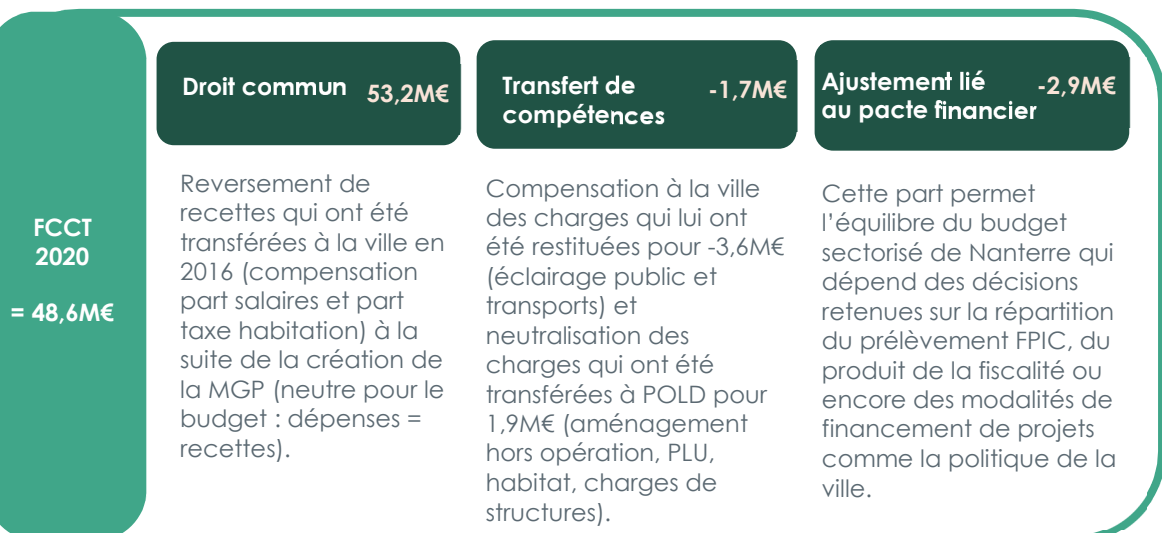 FCCT
2020
= 48,6M€
Droit commun 53,2M€
Reversement de
recettes qui ont été
transférées à la ville en
2016 (compensation
part salaires et part
taxe habitation) à la
suite de la création de
la MGP (neutre pour le
budget : dépenses =
recettes).
Transfert de -1,7M€
compétences
Compensation à la ville
des charges qui lui ont
été restituées pour -3,6M€
(éclairage public et
transports) et
neutralisation des
charges qui ont été
transférées à POLD pour
1,9M€ (aménagement
hors opération, PLU,
habitat, charges de
structures).
Ajustement lié -2,9M€
au pacte financier
Cette part permet
l’équilibre du budget
sectorisé de Nanterre qui
dépend des décisions
retenues sur la répartition
du prélèvement FPIC, du
produit de la fiscalité ou
encore des modalités de
financement de projets
comme la politique de la
ville.